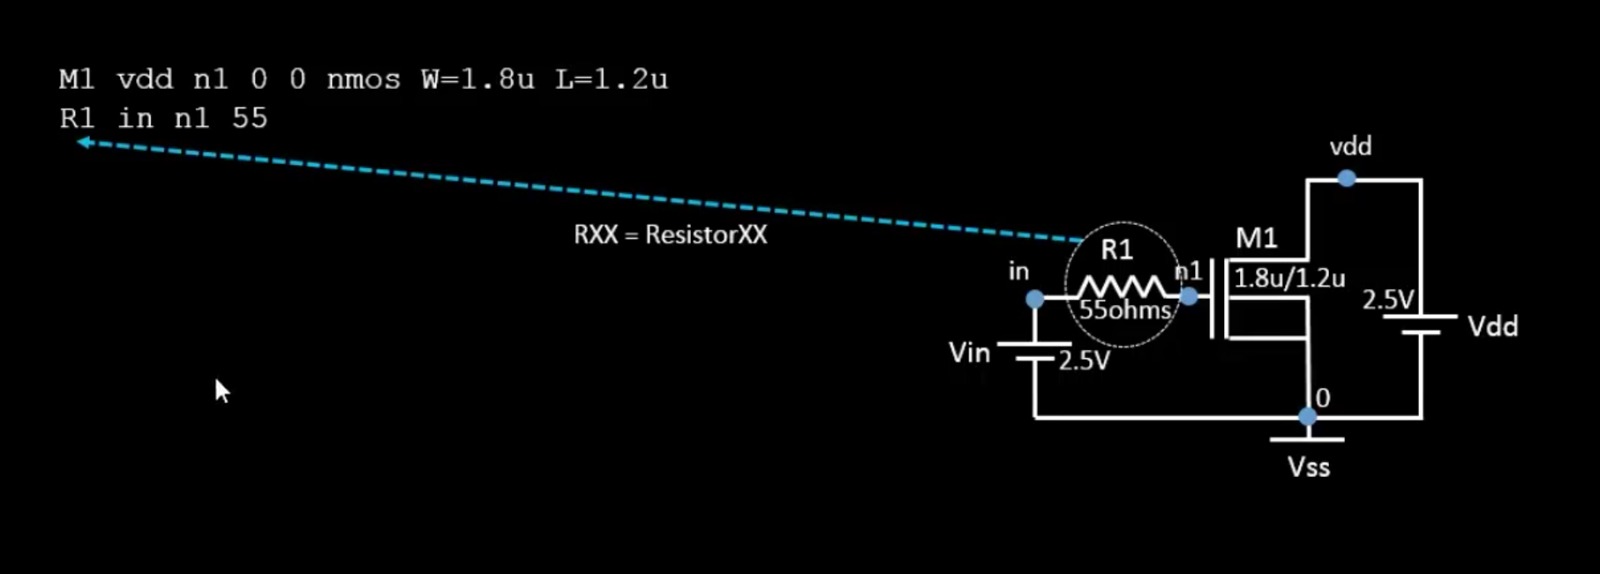 M1 vdd n1 0 0 nmos W=1.8u L=1.2u
R1 in n1 55
RXX = ResistorXX
vdd
M1
R1
in
n1
1.8u/1.2u
55ohms
2.5V
Vdd
Vin
2.5V
0
Vss